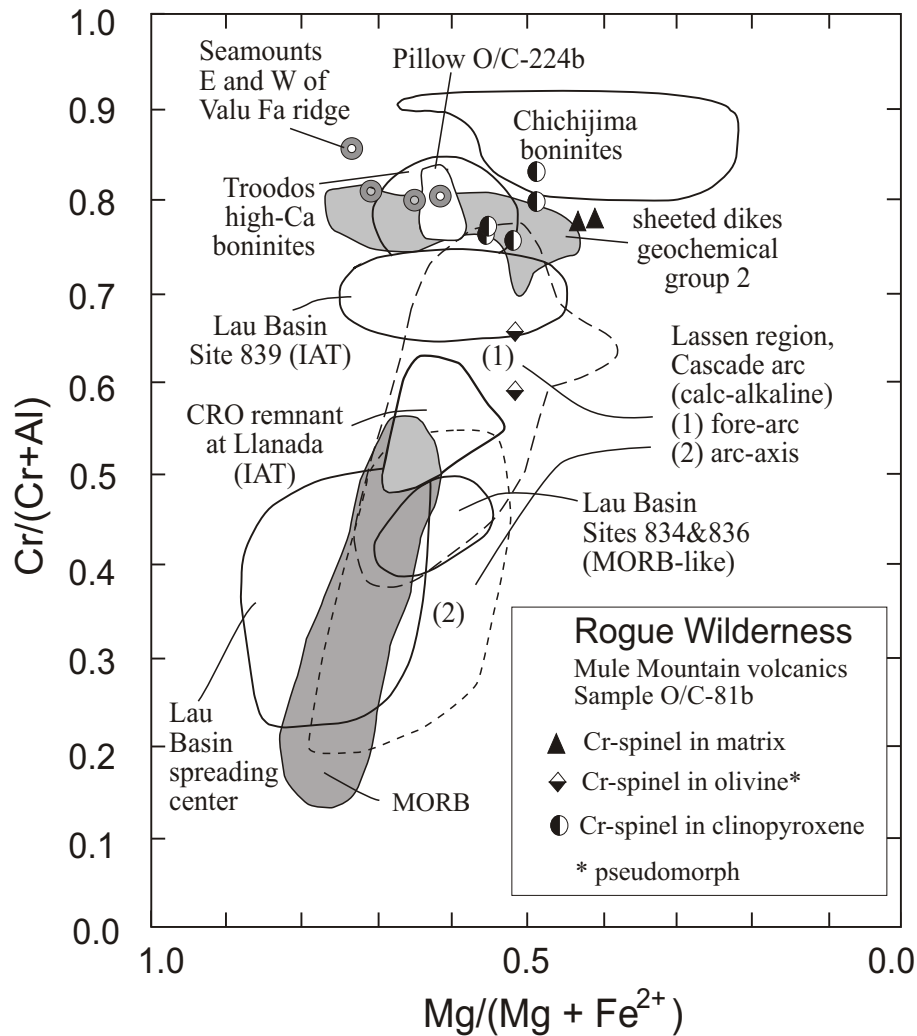 1.0
0.9
0.8
0.7
0.6
0.5
0.4
0.3
0.2
0.1
0.0
Cr/(Cr+Al)
Seamounts
E and W of
Valu Fa ridge
Pillow O/C-224b
Chichijima
boninites
Troodos
high-Ca
boninites
sheeted dikes
geochemical
group 2
Lau Basin
Site 839 (IAT)
(1)
Lassen region,
Cascade arc
(calc-alkaline)
(1) fore-arc
(2) arc-axis
CRO remnant
at Llanada
(IAT)
Lau Basin
Sites 834&836
(MORB-like)
(2)
Lau
Basin
spreading
center
MORB
Rogue Wilderness
Mule Mountain volcanics
Sample O/C-81b
Cr-spinel in matrix
Cr-spinel in olivine*
Cr-spinel in clinopyroxene
* pseudomorph
1.0
0.5
0.0
Mg/(Mg + Fe²⁺)